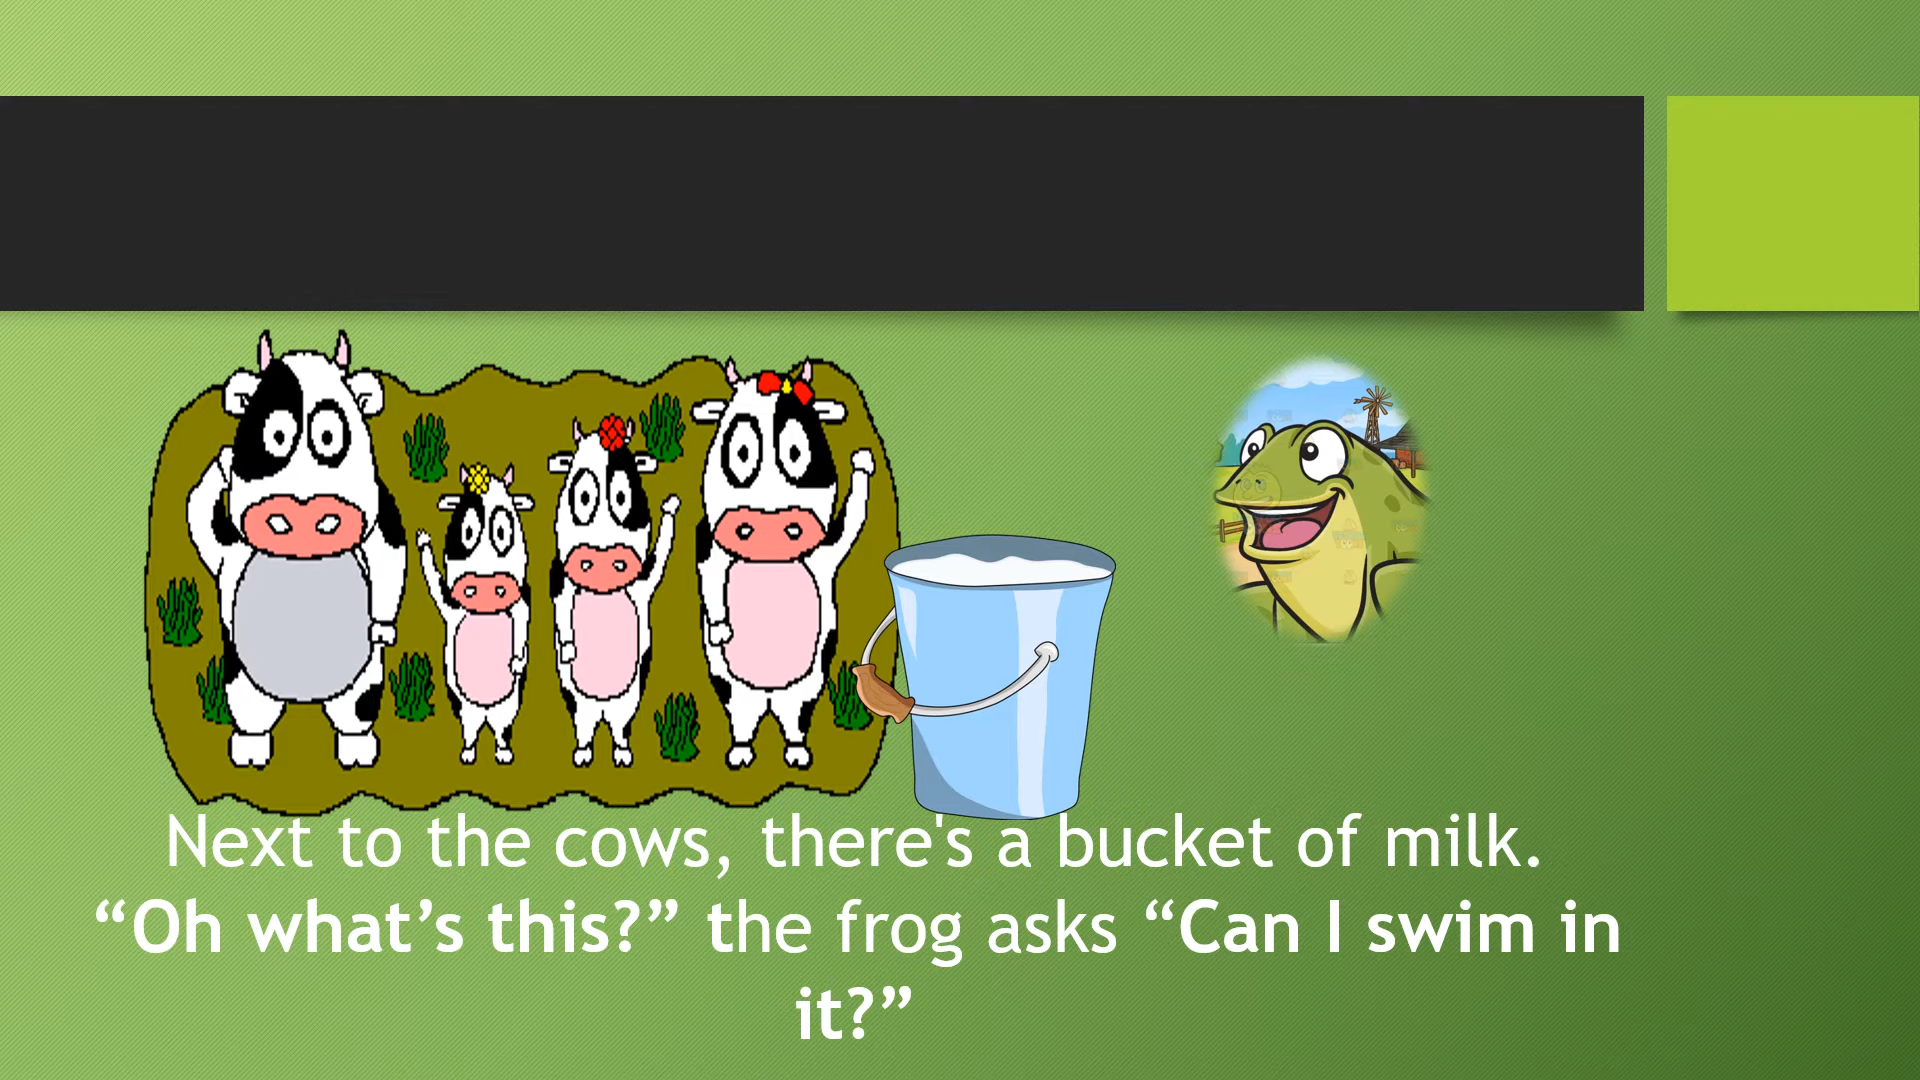 Next to the cows, there's a bucket of milk.
“Oh what’s this?” the frog asks “Can I swim in
it?”